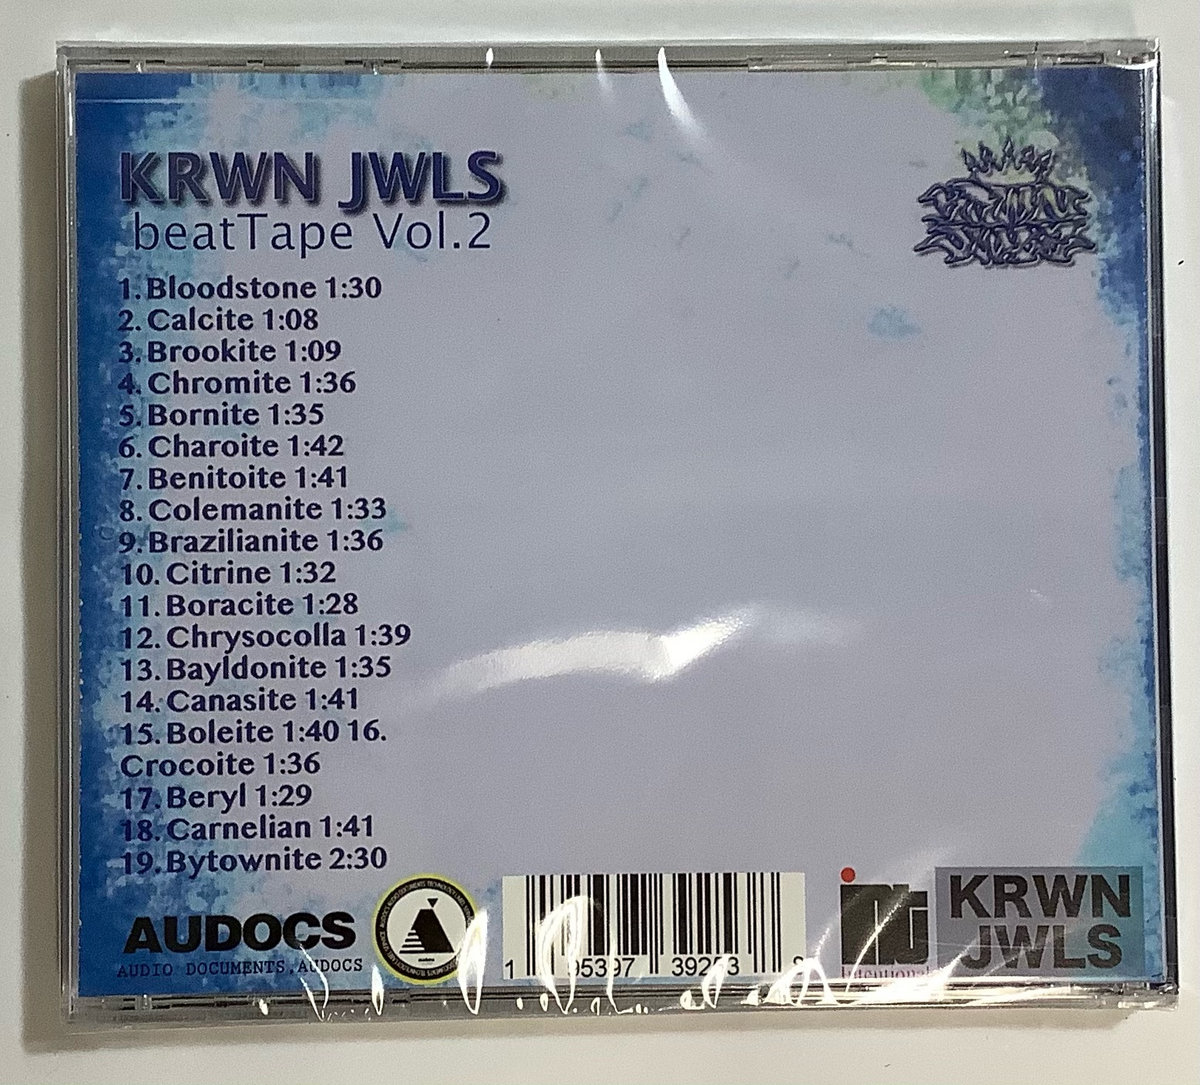 KRWN JWLS
beatTape Vol.2
1. Bloodstone 1:30
2. Calcite 1:08
3. Brookite 1:09
4. Chromite 1:36
5. Bornite 1:35
6. Charoite 1:42
7. Benitoite 1:41
8. Colemanite 1:33
9. Brazilianite 1:36
10. Citrine 1:32
11. Boracite 1:28
12. Chrysocolla 1:39
13. Bayldonite 1:35
14. Canasite 1:41
15. Boleite 1:40 16.
Crocoite 1:36
17. Beryl 1:29
18. Carnelian 1:41
19. Bytownite 2:30
AUDOCS
AUDIO DOCUMENTS.AUDOCS
1 95397
Int
KRWN
JWLS